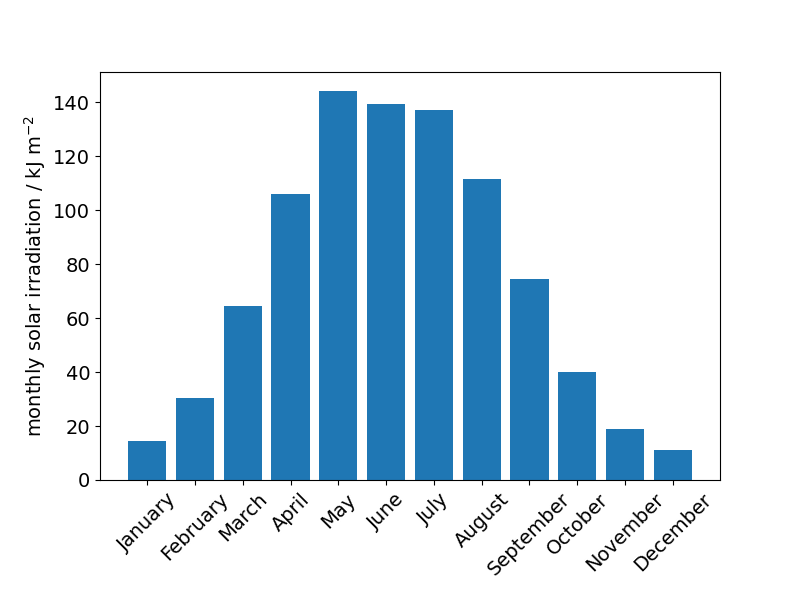 monthly solar irradiation / kJ m⁻²
140
120
100
80
60
40
20
0
January
February
March
April
May
June
July
August
September
October
November
December